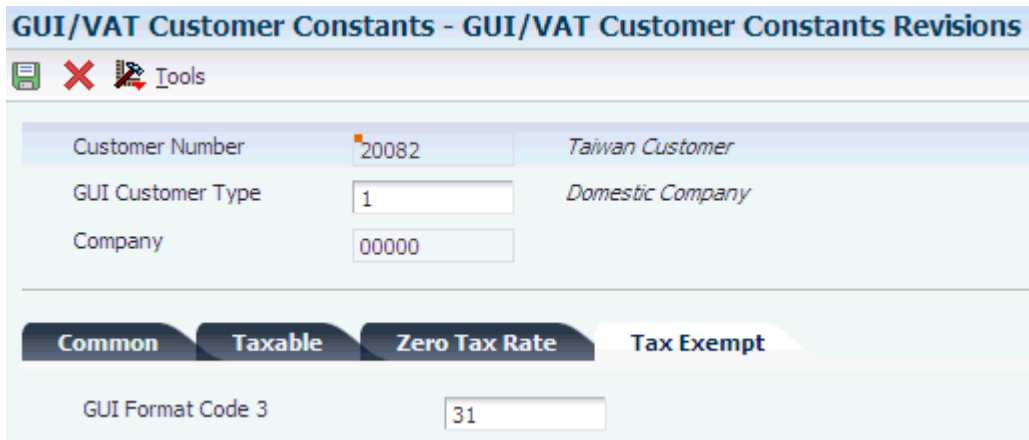 GUI/VAT Customer Constants - GUI/VAT Customer Constants Revisions
Tools
Customer Number 20082 Taiwan Customer
GUI Customer Type 1 Domestic Company
Company 00000
Common Taxable Zero Tax Rate Tax Exempt
GUI Format Code 3 31